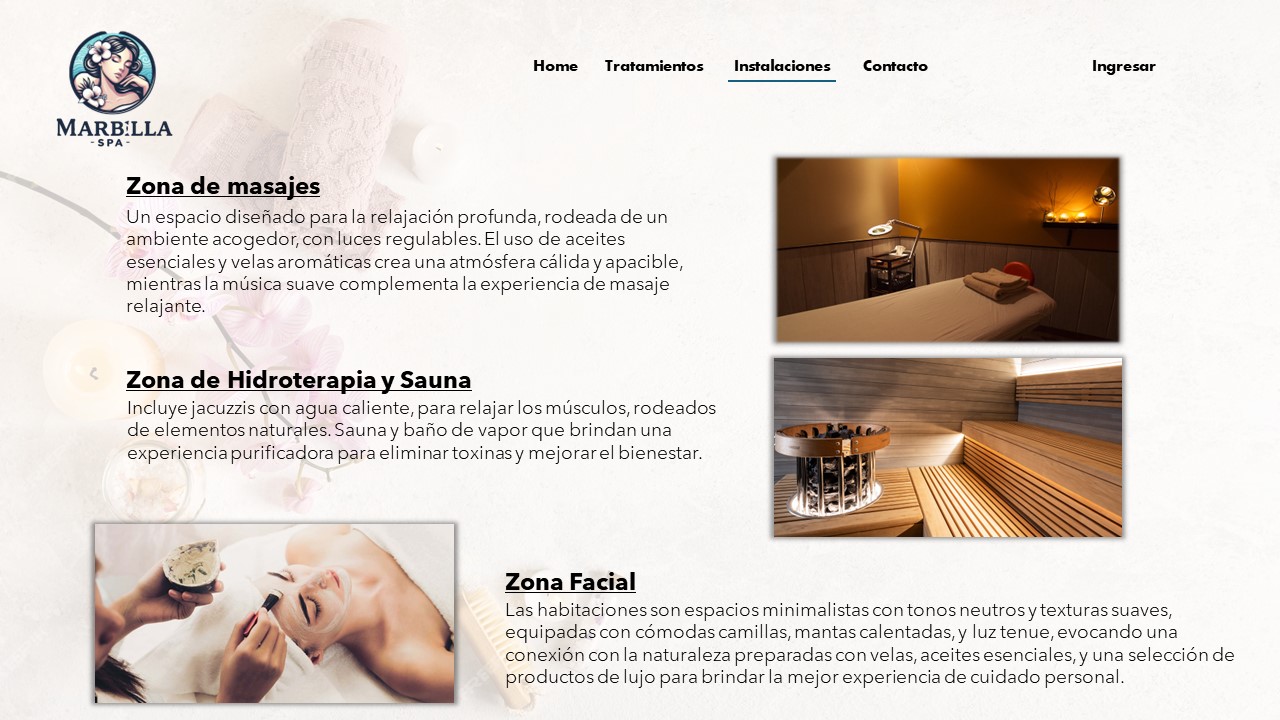 MARBILLA
-SPA-
Home Tratamientos Instalaciones Contacto Ingresar
Zona de masajes
Un espacio diseñado para la relajación profunda, rodeada de un
ambiente acogedor, con luces regulables. El uso de aceites
esenciales y velas aromáticas crea una atmósfera cálida y apacible,
mientras la música suave complementa la experiencia de masaje
relajante.
Zona de Hidroterapia y Sauna
Incluye jacuzzis con agua caliente, para relajar los músculos, rodeados
de elementos naturales. Sauna y baño de vapor que brindan una
experiencia purificadora para eliminar toxinas y mejorar el bienestar.
Zona Facial
Las habitaciones son espacios minimalistas con tonos neutros y texturas suaves,
equipadas con cómodas camillas, mantas calentadas, y luz tenue, evocando una
conexión con la naturaleza preparadas con velas, aceites esenciales, y una selección de
productos de lujo para brindar la mejor experiencia de cuidado personal.